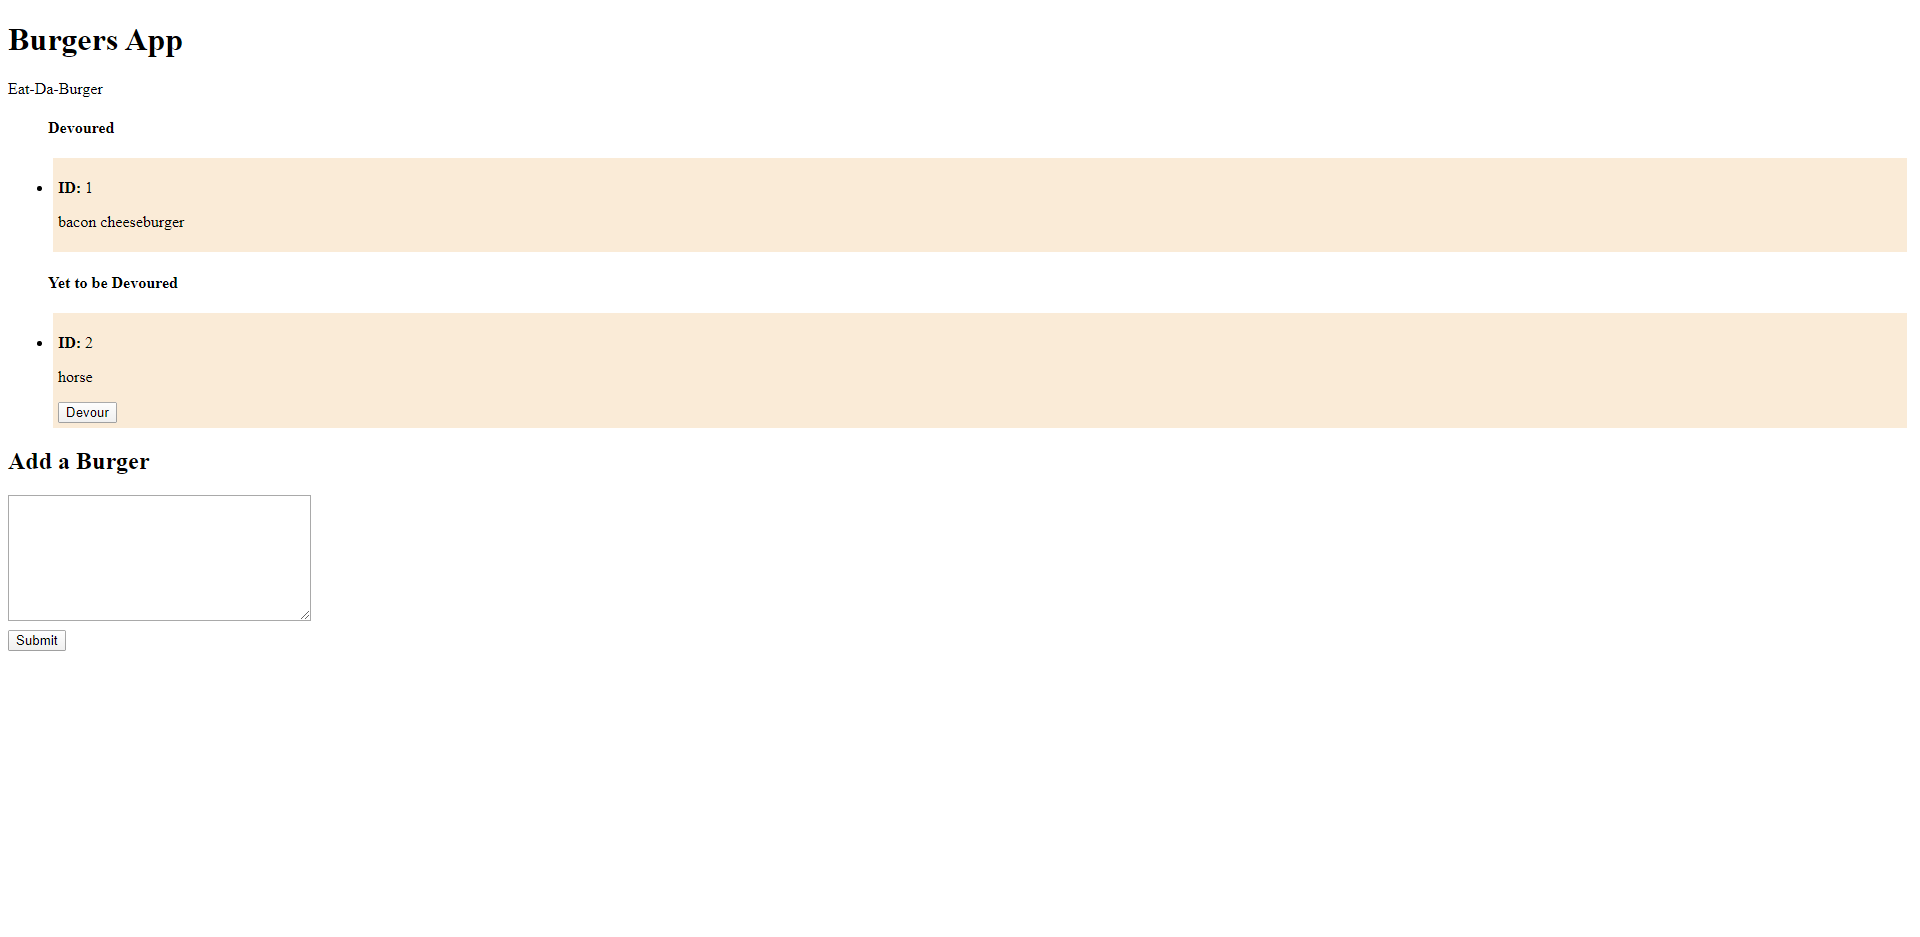 Burgers App
Eat-Da-Burger
Devoured
ID: 1
bacon cheeseburger
Yet to be Devoured
ID: 2
horse
Devour
Add a Burger
Submit